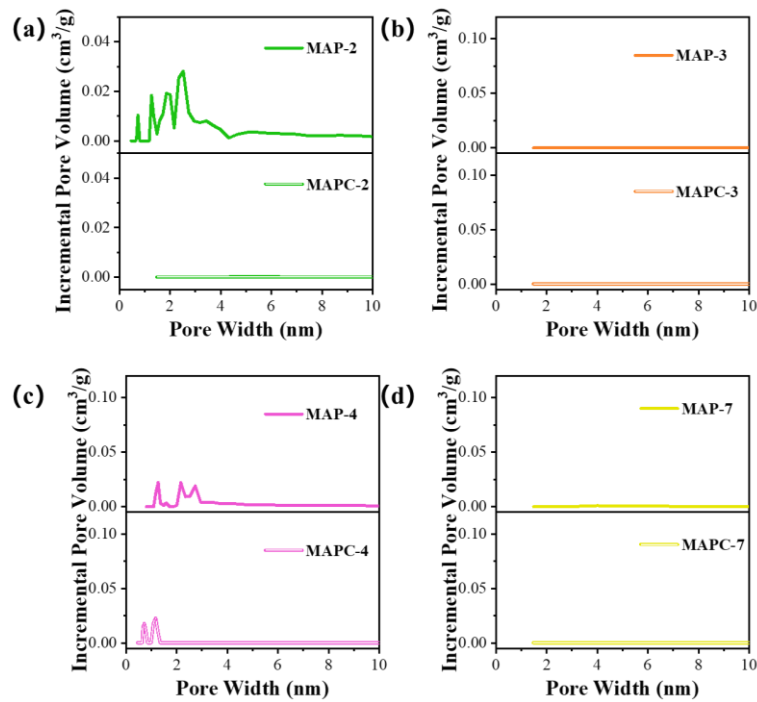 (a)
Incremental Pore Volume (cm³/g)
0.04
0.02
0.00
MAP-2
0.04
0.02
0.00
MAPC-2
0 2 4 6 8 10
Pore Width (nm)
(b)
Incremental Pore Volume (cm³/g)
0.10
0.05
0.00
MAP-3
0.10
0.05
0.00
MAPC-3
0 2 4 6 8 10
Pore Width (nm)
(c)
Incremental Pore Volume (cm³/g)
0.10
0.05
0.00
MAP-4
0.10
0.05
0.00
MAPC-4
0 2 4 6 8 10
Pore Width (nm)
(d)
Incremental Pore Volume (cm³/g)
0.10
0.05
0.00
MAP-7
0.10
0.05
0.00
MAPC-7
0 2 4 6 8 10
Pore Width (nm)